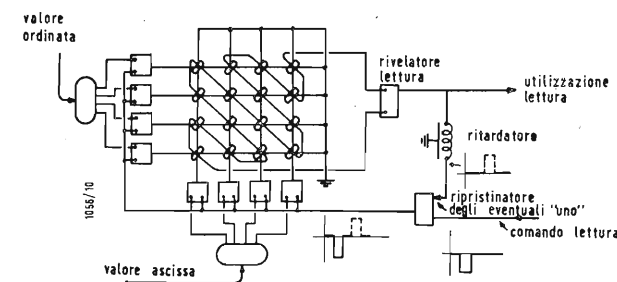 valore
ordinata
rivelatore
lettura
utilizzazione
lettura
ritardatore
1056/10
ripristinatore
degli eventuali "uno"
comando lettura
valore ascissa